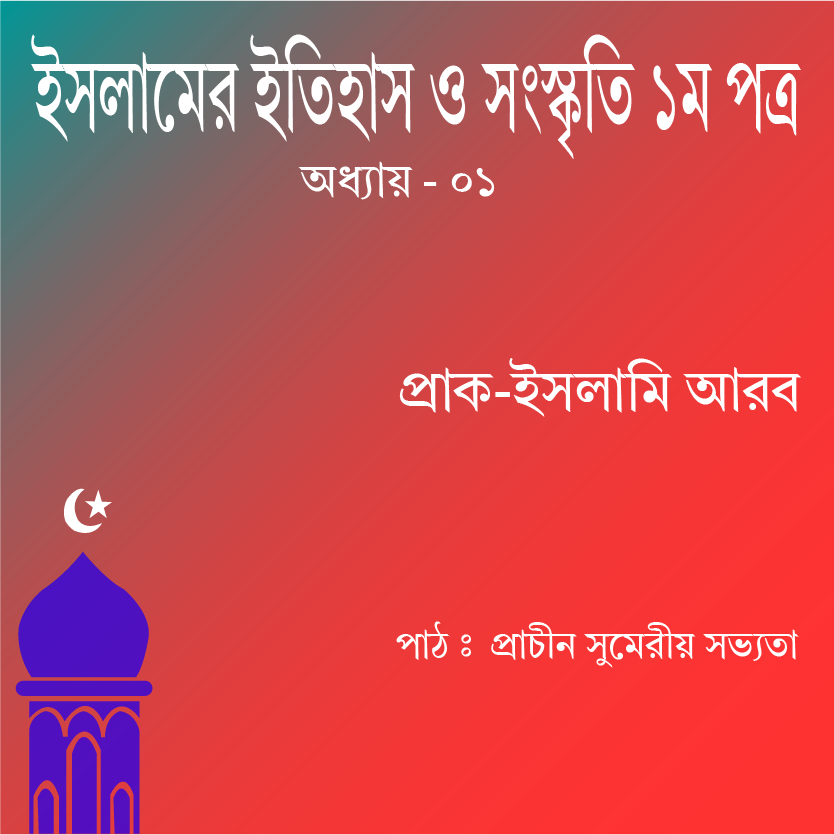 ইসলামের ইতিহাস ও সংস্কৃতি ১ম পত্র
অধ্যায় - ০১
প্রাক-ইসলামি আরব
পাঠ ঃ প্রাচীন সুমেরীয় সভ্যতা